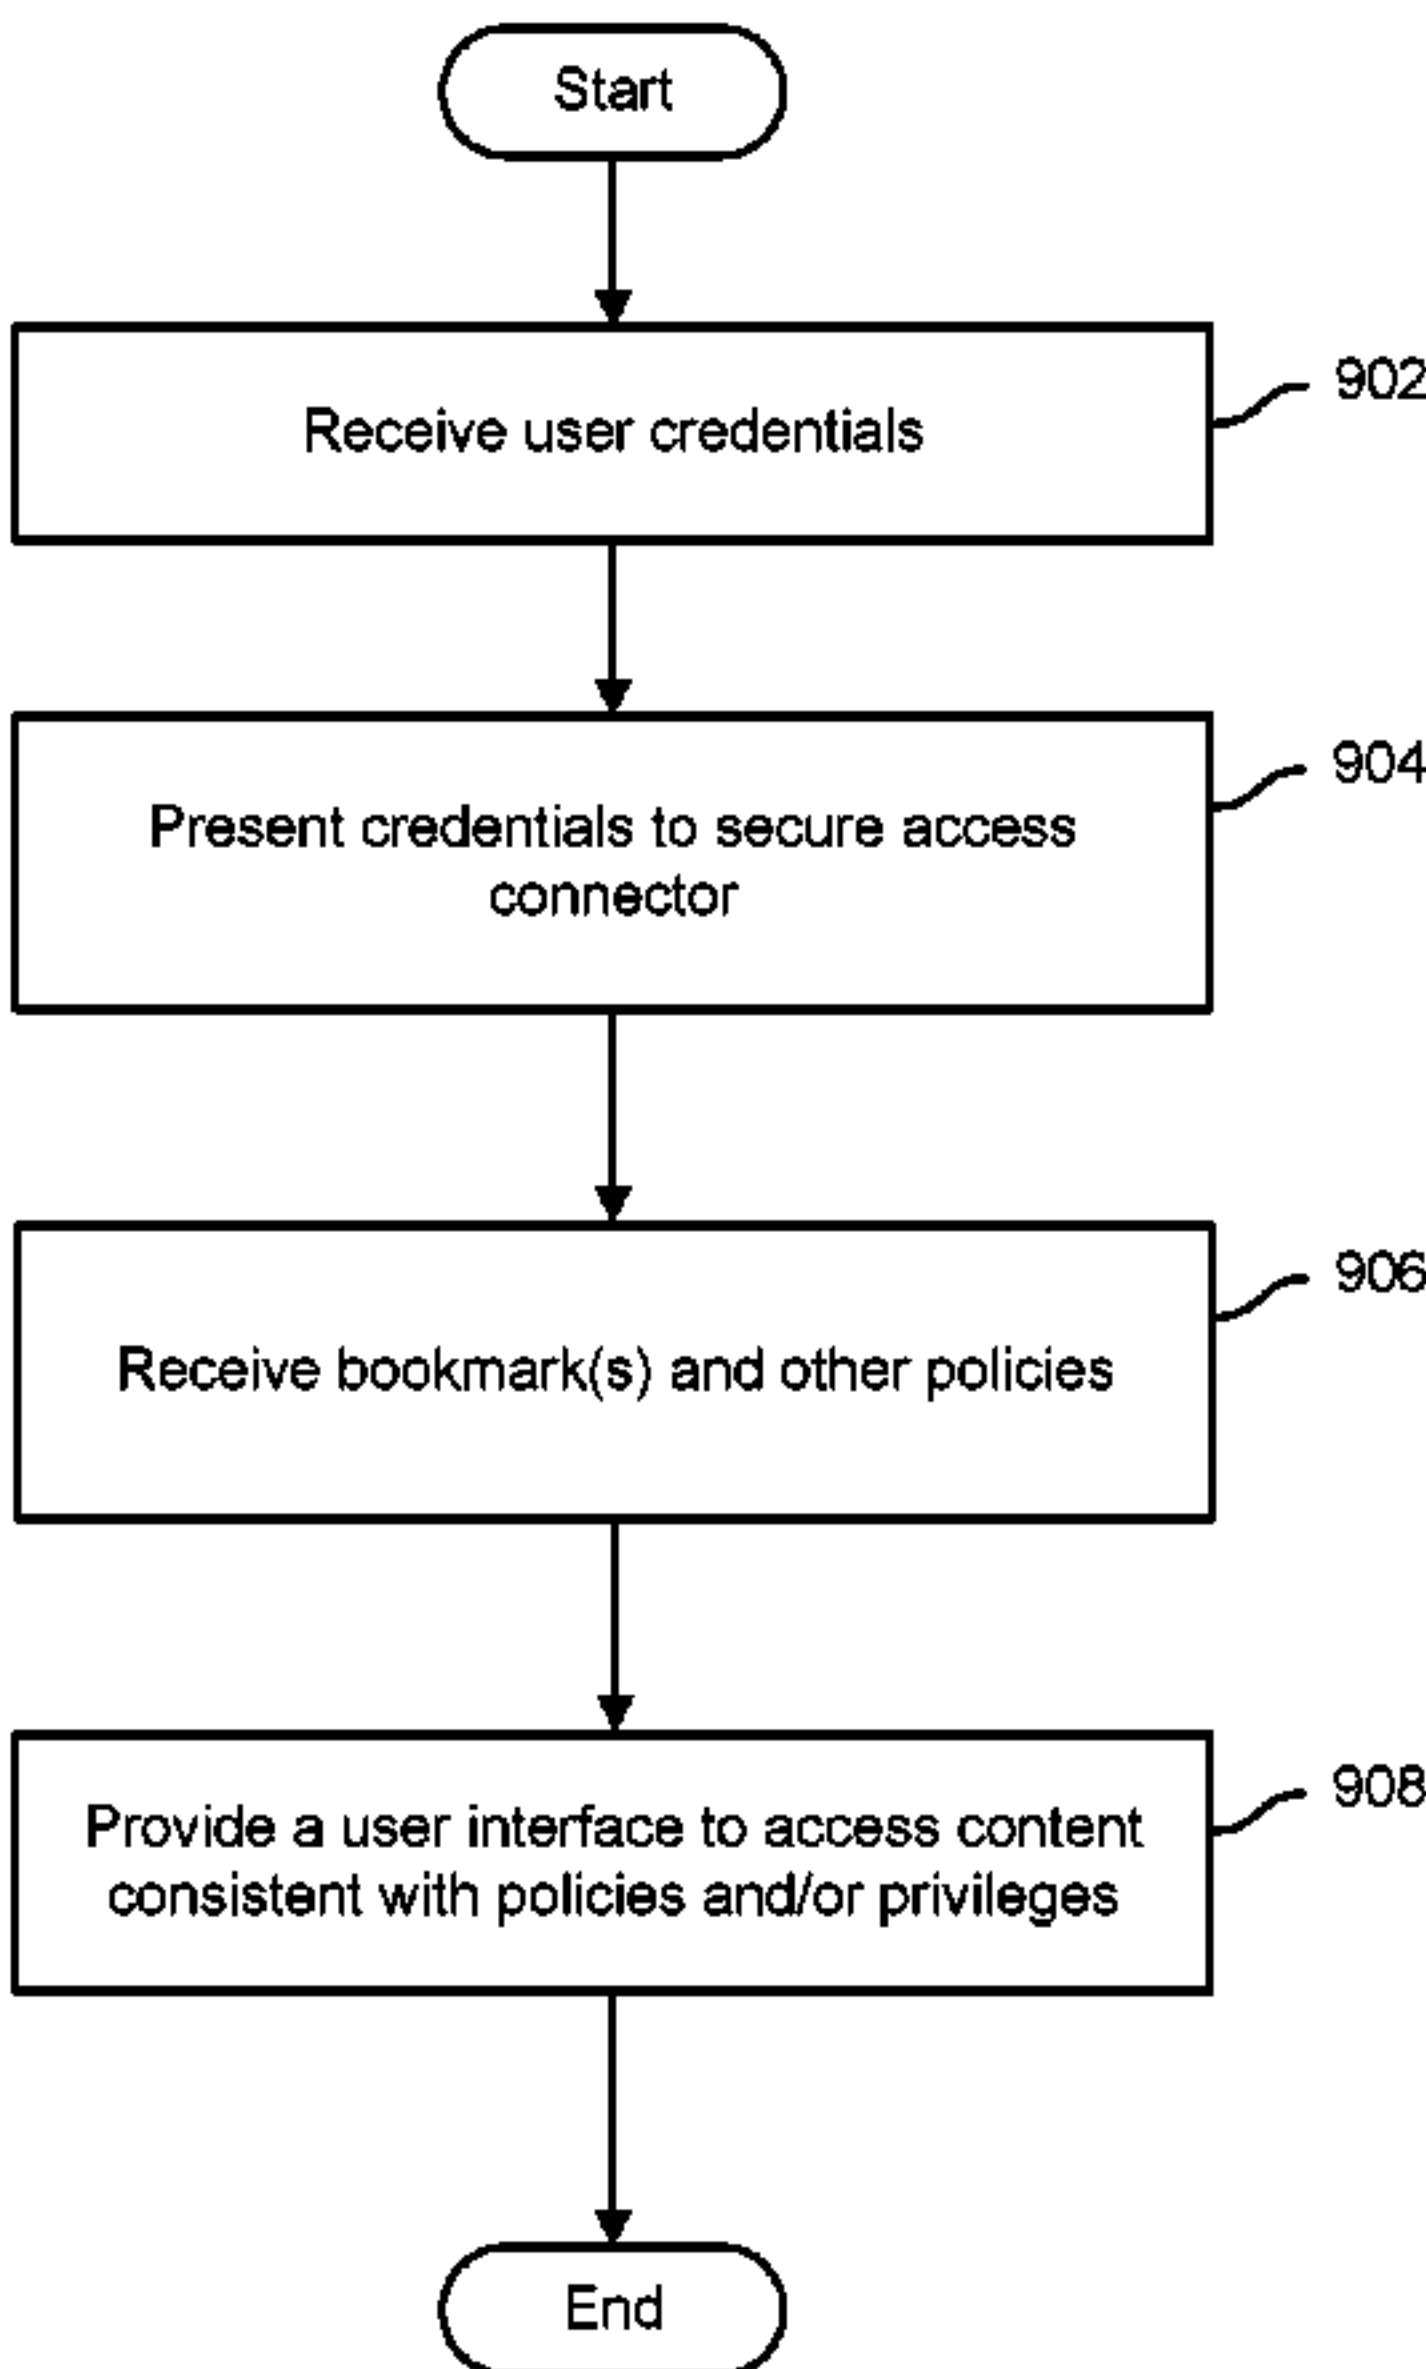 Start
Receive user credentials
902
Present credentials to secure access
connector
904
Receive bookmark(s) and other policies
906
Provide a user interface to access content
consistent with policies and/or privileges
908
End